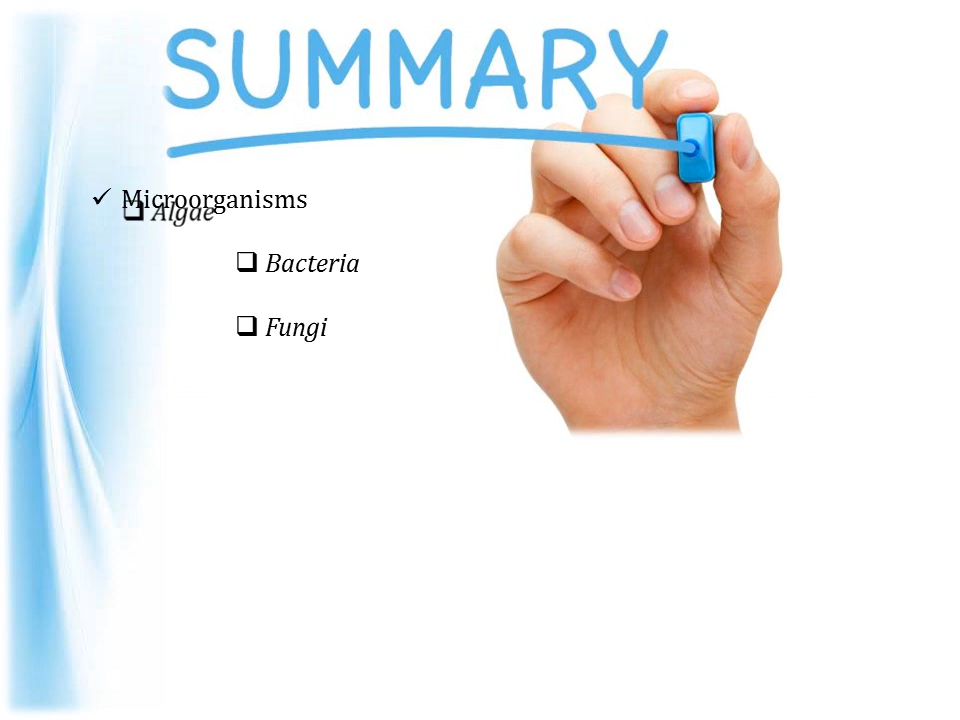 SUMMARY
✓ Microorganisms
❑ Algae
❑ Bacteria
❑ Fungi